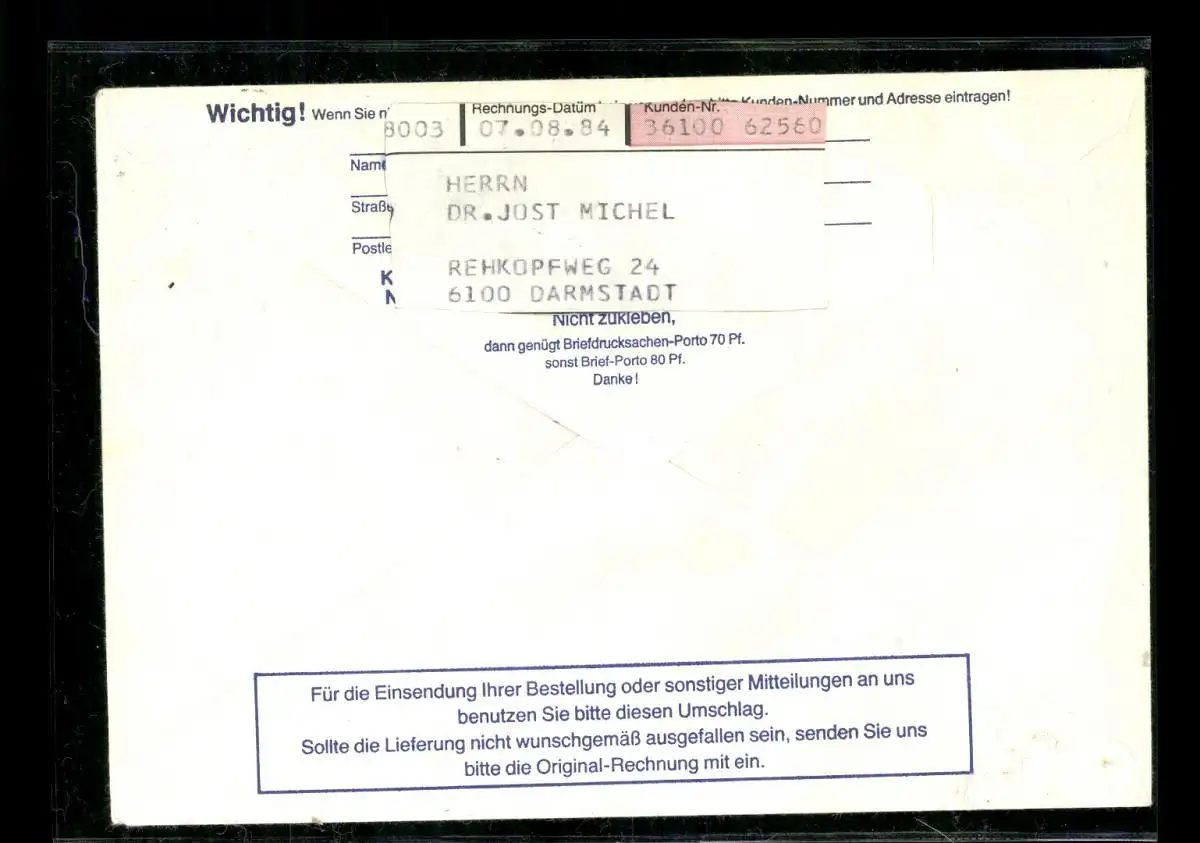 Wichtig! Wenn Sie n Kunden-Nummer und Adresse eintragen!
Rechnungs-Datum Kunden-Nr.
8003 07.08.84 36100 62560
Name
HERRN
Straße
DR.JOST MICHEL
Postle
REHKOPFWEG 24
K
6100 DARMSTADT
N
Nicht zukleben,
dann genügt Briefdrucksachen-Porto 70 Pf.
sonst Brief-Porto 80 Pf.
Danke!
Für die Einsendung Ihrer Bestellung oder sonstiger Mitteilungen an uns
benutzen Sie bitte diesen Umschlag.
Sollte die Lieferung nicht wunschgemäß ausgefallen sein, senden Sie uns
bitte die Original-Rechnung mit ein.